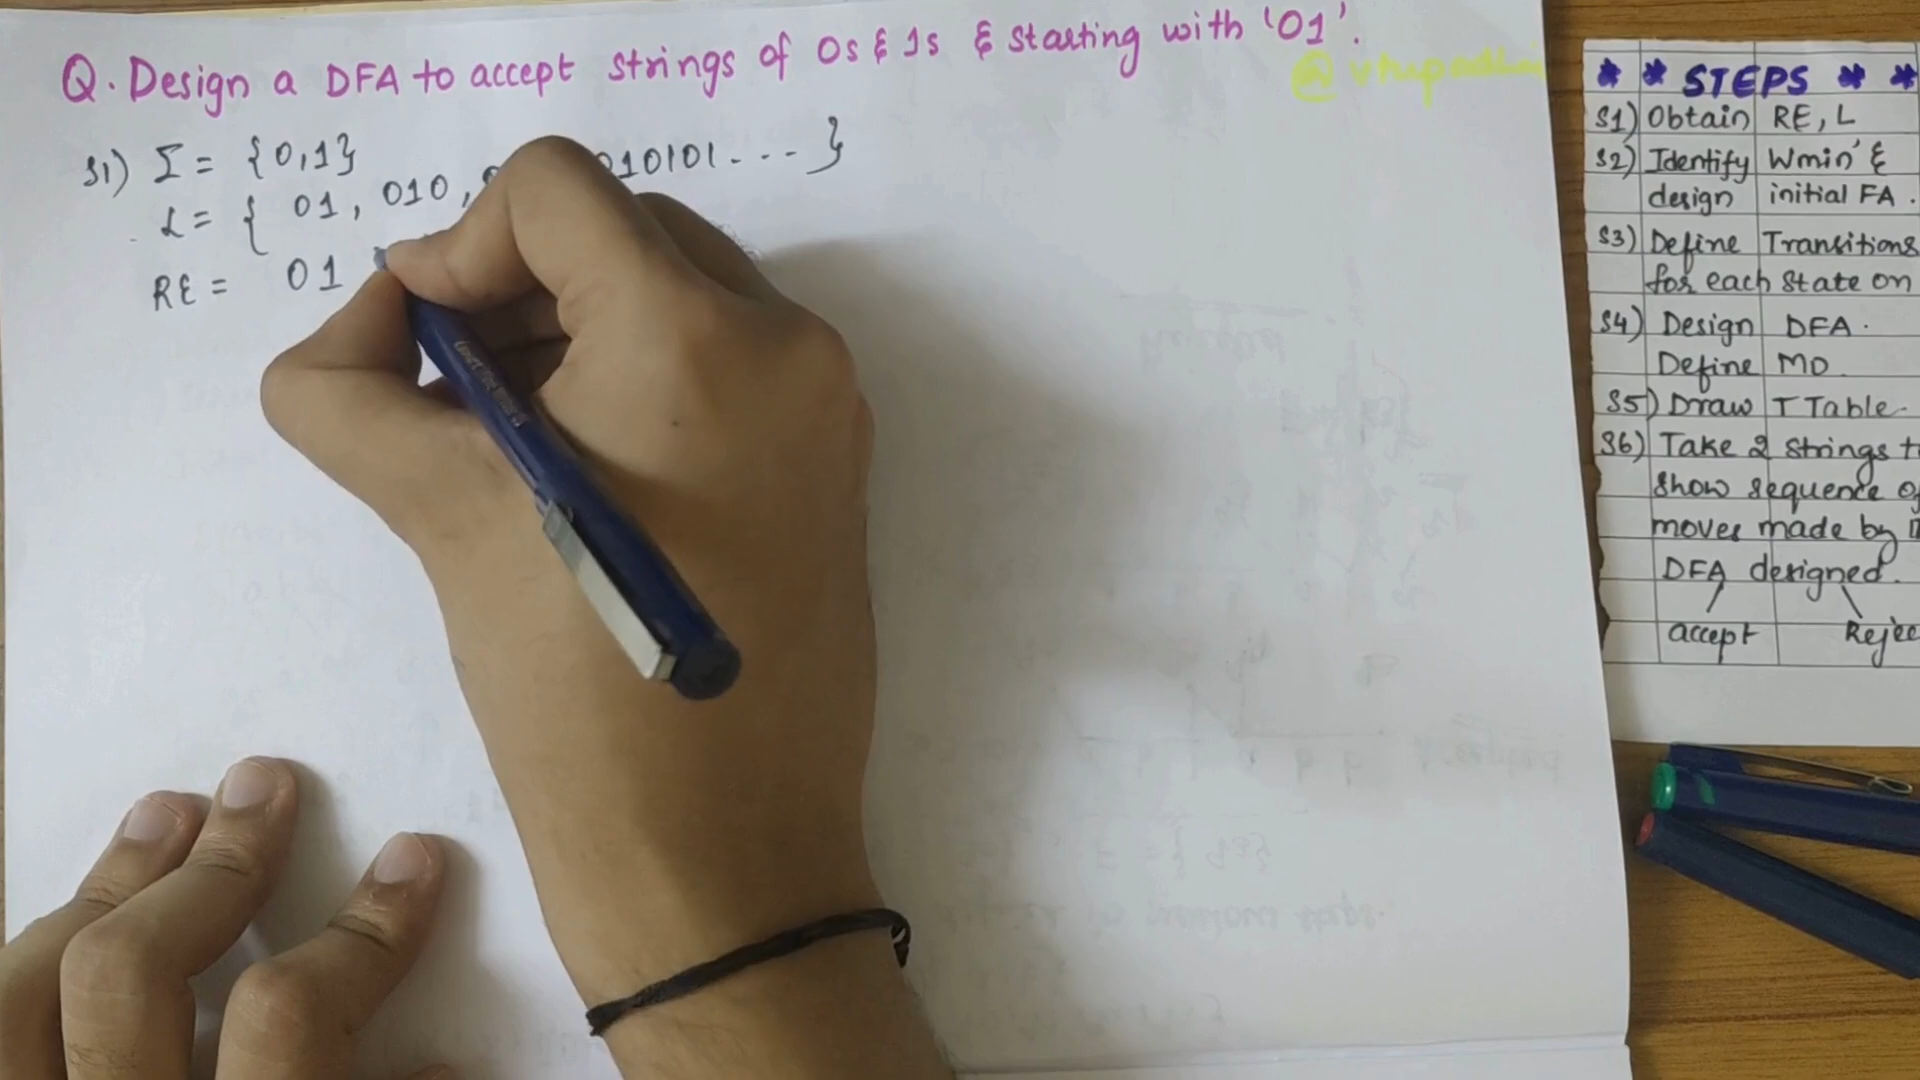 Q. Design a DFA to accept strings of 0s & 1s & starting with '01'.
S1) Σ = {0,1}
L = { 01, 010, 010101... }
RE = 01
* * STEPS * *
S1) Obtain RE, L
S2) Identify Wmin' &
design initial FA.
S3) Define Transitions
for each state on
S4) Design DFA.
Define MD
S5) Draw T Table.
S6) Take 2 strings
show sequence
moves made by
DFA designed.
accept